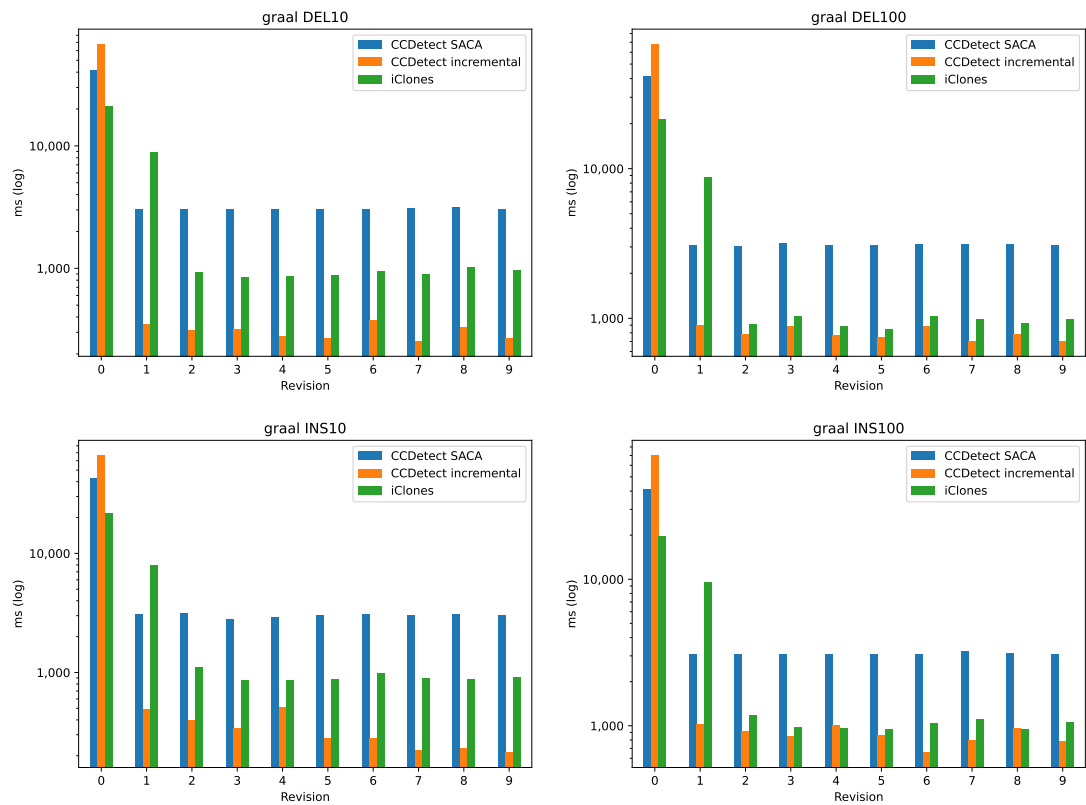 graal DEL10
CCDetect SACA
CCDetect incremental
iClones
10,000
1,000
ms (log)
0 1 2 3 4 5 6 7 8 9
Revision
graal DEL100
CCDetect SACA
CCDetect incremental
iClones
10,000
1,000
ms (log)
0 1 2 3 4 5 6 7 8 9
Revision
graal INS10
CCDetect SACA
CCDetect incremental
iClones
10,000
1,000
ms (log)
0 1 2 3 4 5 6 7 8 9
Revision
graal INS100
CCDetect SACA
CCDetect incremental
iClones
10,000
1,000
ms (log)
0 1 2 3 4 5 6 7 8 9
Revision